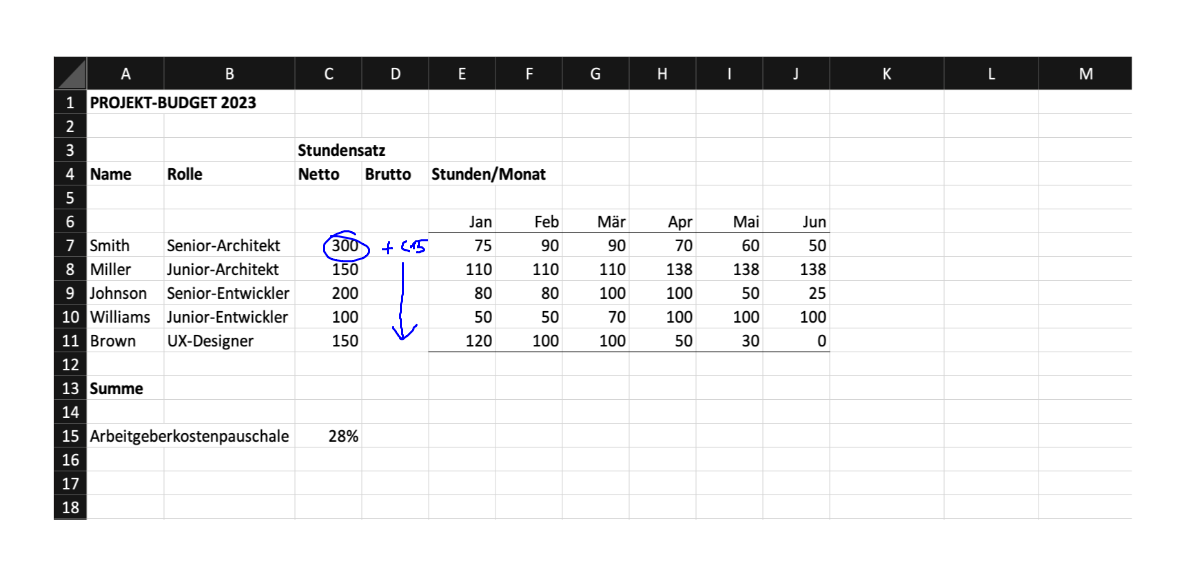 A B C D E F G H I J K L M
1 PROJEKT-BUDGET 2023
2
3 Stundensatz
4 Name Rolle Netto Brutto Stunden/Monat
5
6 Jan Feb Mär Apr Mai Jun
7 Smith Senior-Architekt 300 + C15 75 90 90 70 60 50
8 Miller Junior-Architekt 150 110 110 110 138 138 138
9 Johnson Senior-Entwickler 200 80 80 100 100 50 25
10 Williams Junior-Entwickler 100 50 50 70 100 100 100
11 Brown UX-Designer 150 120 100 100 50 30 0
12
13 Summe
14
15 Arbeitgeberkostenpauschale 28%
16
17
18